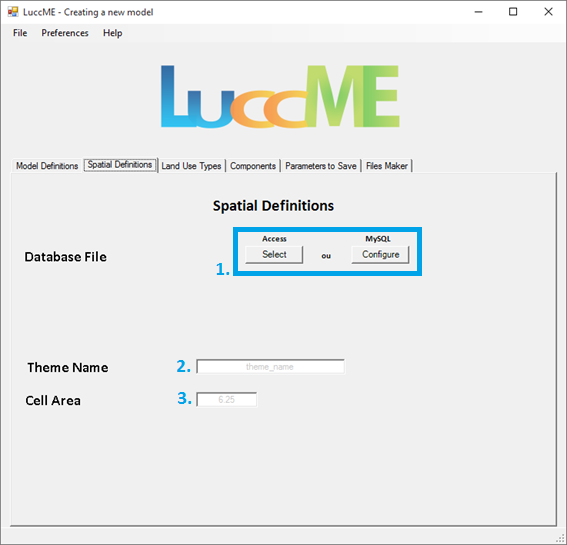 LuccME - Creating a new model
File Preferences Help
LuccME
Model Definitions Spatial Definitions Land Use Types Components Parameters to Save Files Maker
Spatial Definitions
Access MySQL
Database File Select ou Configure
1.
Theme Name 2. theme_name
Cell Area 3. 6.25